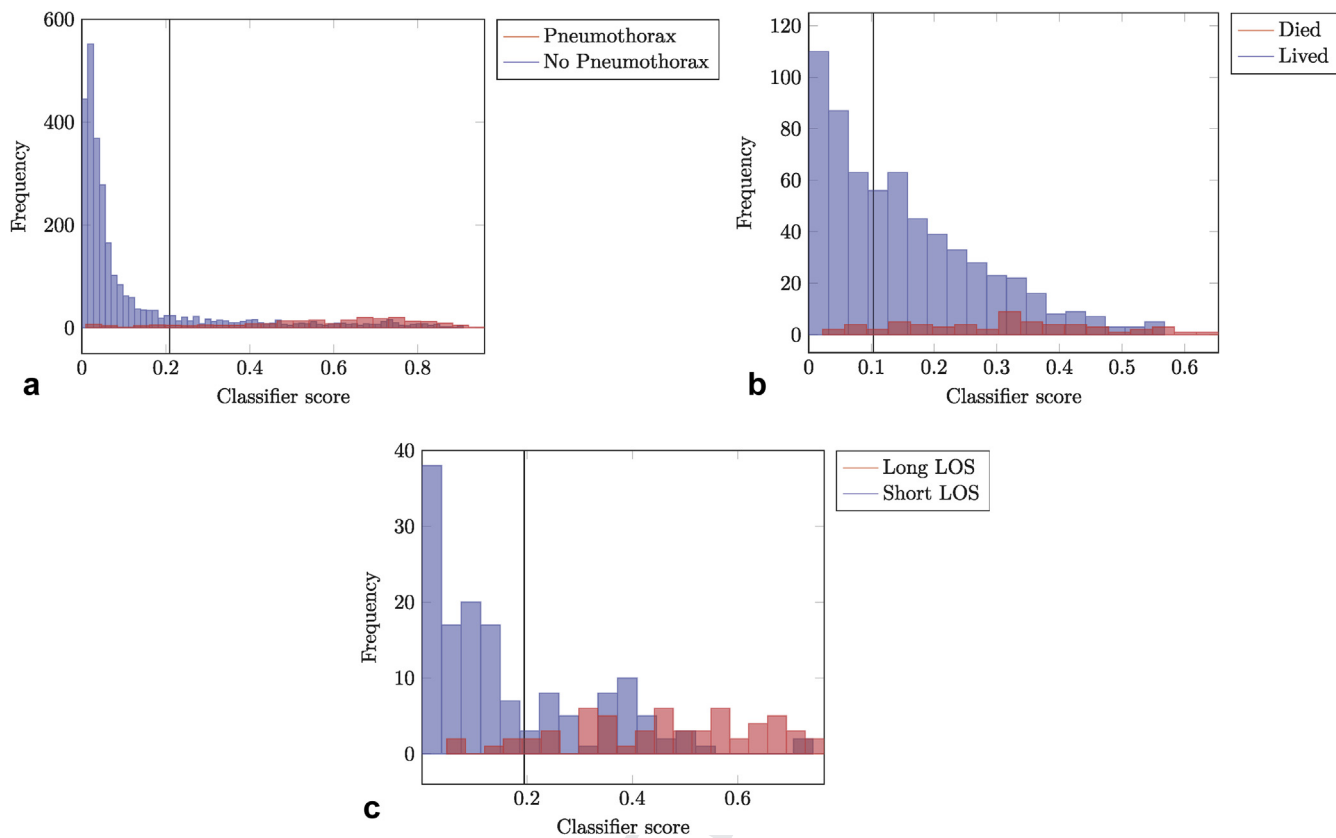 600
400
200
0
0
0.2
0.4
0.6
0.8
Frequency
Classifier score
Pneumothorax
No Pneumothorax
a
120
100
80
60
40
20
0
0
0.1
0.2
0.3
0.4
0.5
0.6
Frequency
Classifier score
Died
Lived
b
40
30
20
10
0
0.2
0.4
0.6
Frequency
Classifier score
Long LOS
Short LOS
c